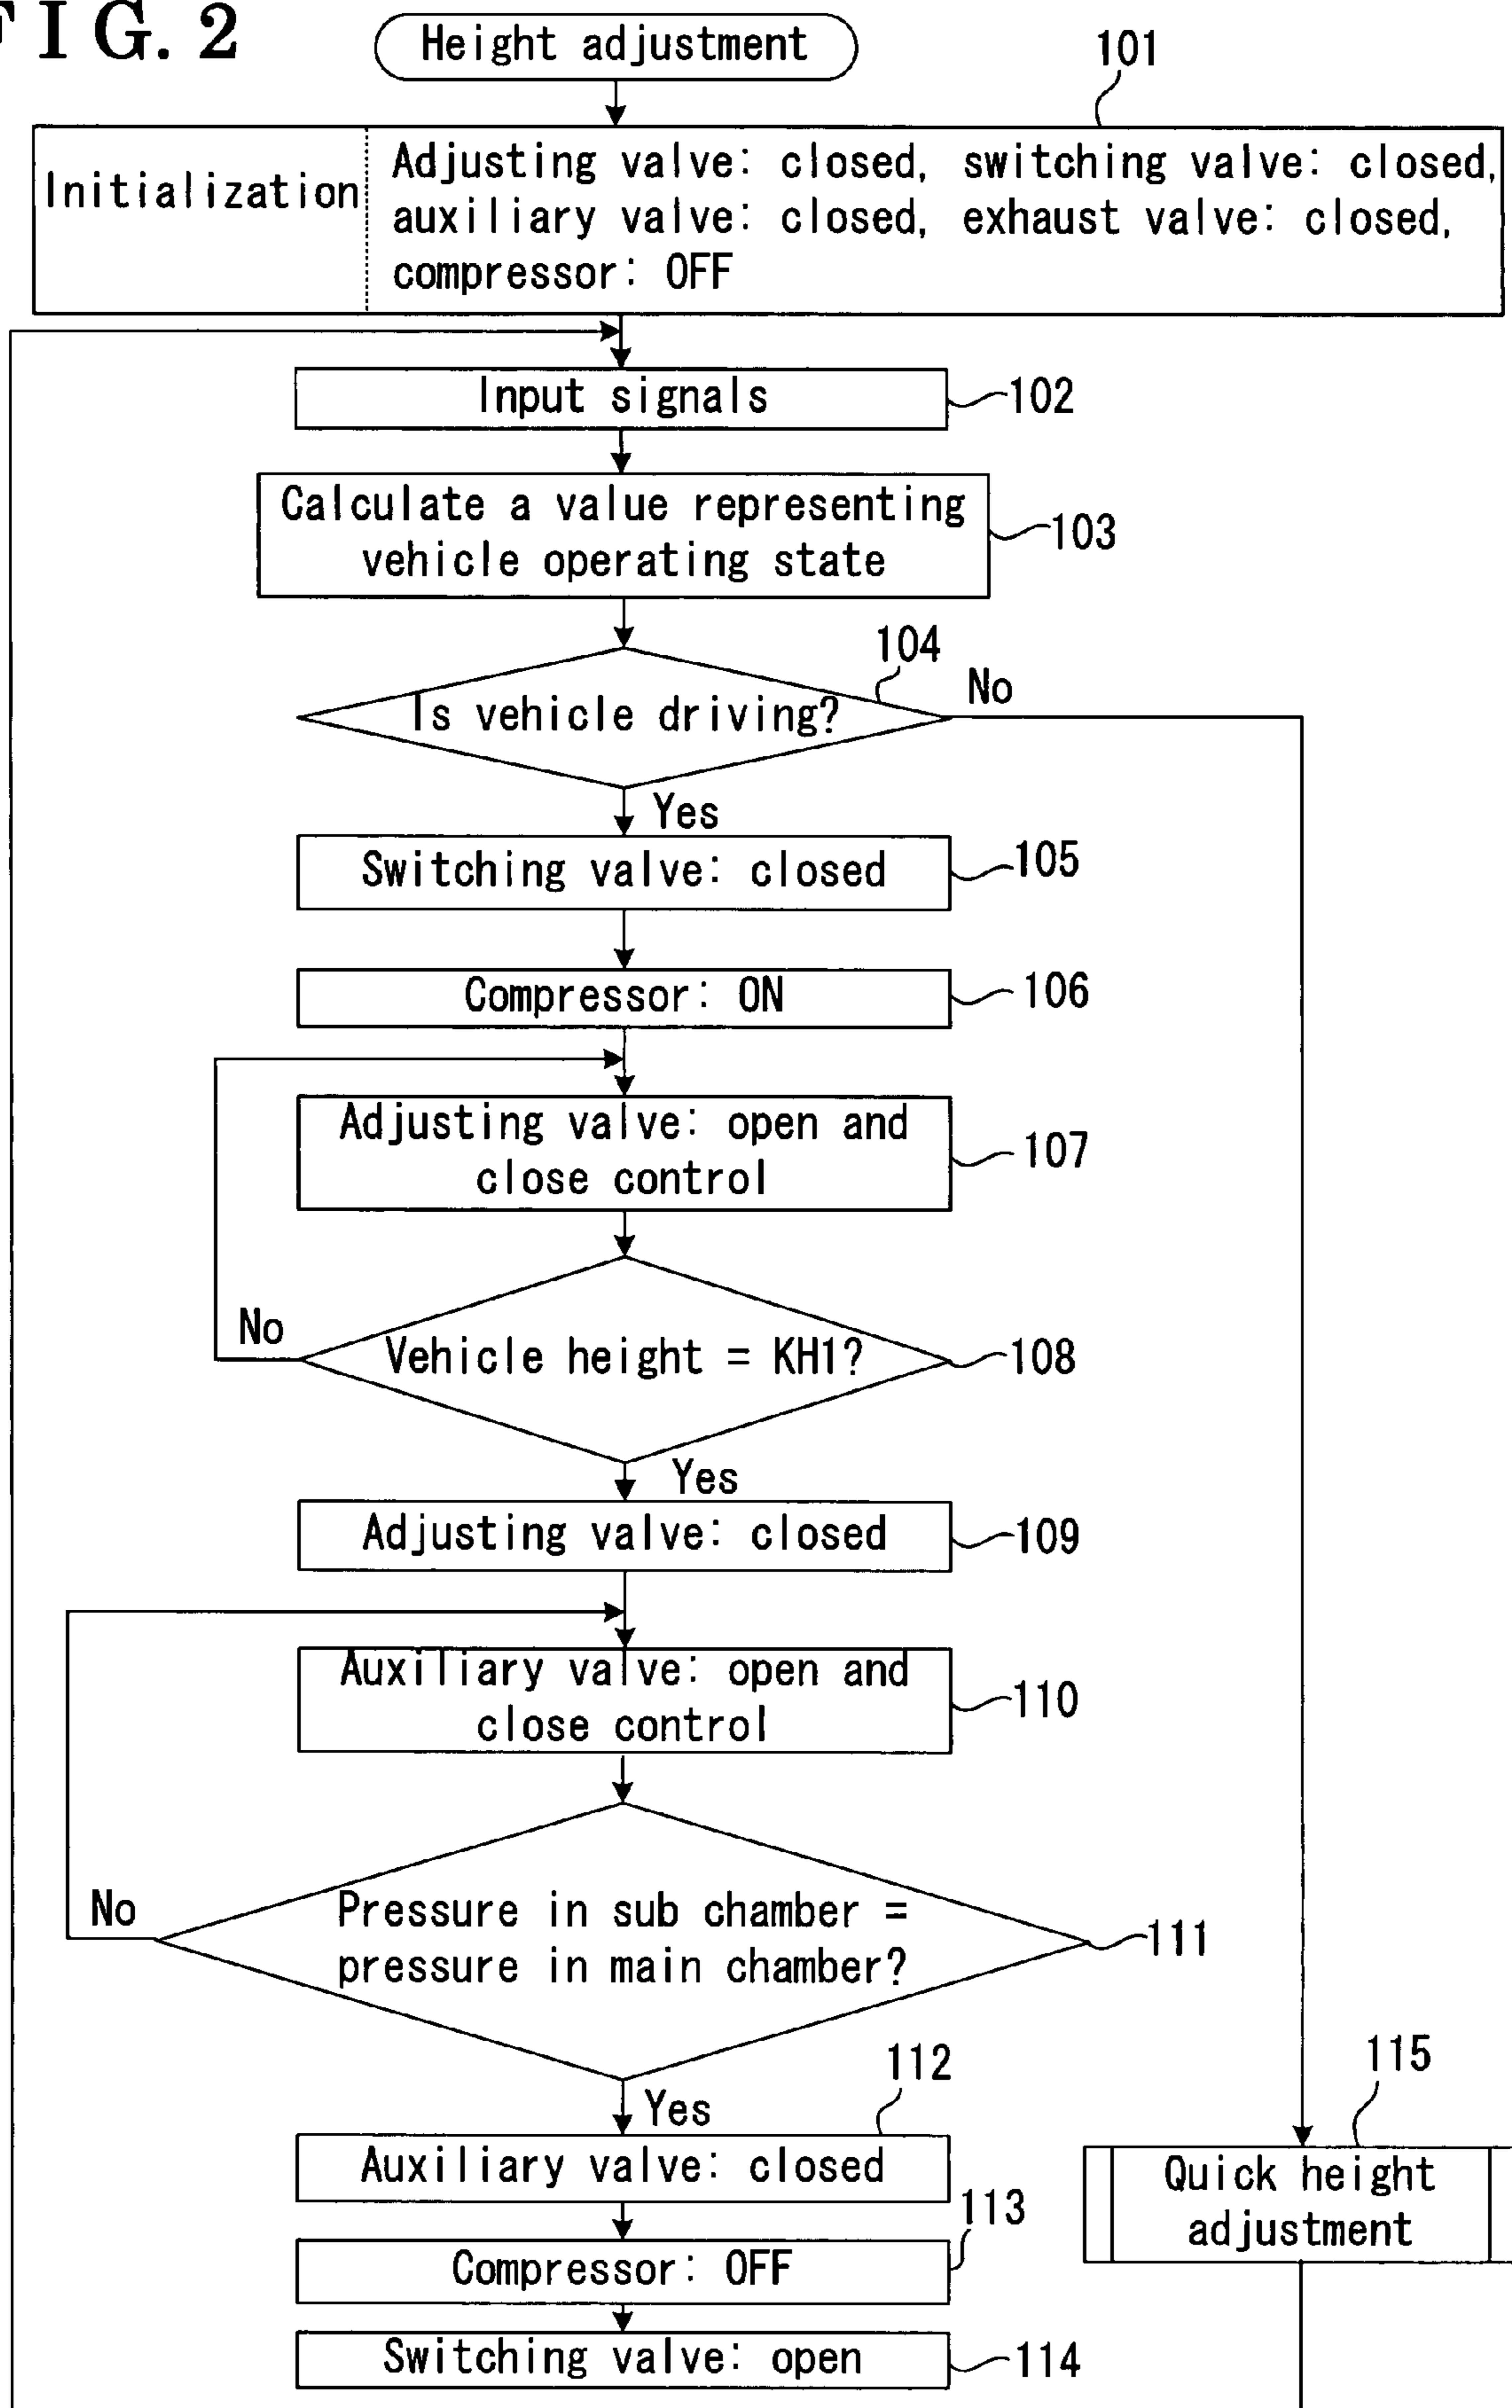 FIG. 2
Height adjustment
101
Initialization
Adjusting valve: closed, switching valve: closed,
auxiliary valve: closed, exhaust valve: closed,
compressor: OFF
Input signals
102
Calculate a value representing
vehicle operating state
103
104
Is vehicle driving?
No
Yes
Switching valve: closed
105
Compressor: ON
106
Adjusting valve: open and
close control
107
No
Vehicle height = KH1?
108
Yes
Adjusting valve: closed
109
Auxiliary valve: open and
close control
110
No
Pressure in sub chamber =
pressure in main chamber?
111
112
Yes
Auxiliary valve: closed
115
Quick height
adjustment
113
Compressor: OFF
Switching valve: open
114